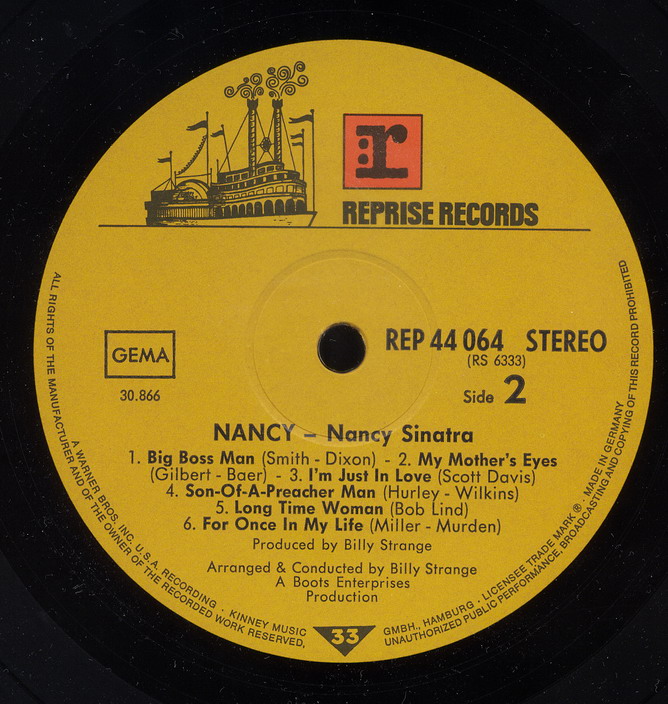 r
REPRISE RECORDS
GEMA
30.866
REP 44 064 STEREO
(RS 6333)
Side 2
NANCY – Nancy Sinatra
1. Big Boss Man (Smith - Dixon) - 2. My Mother's Eyes
(Gilbert - Baer) - 3. I'm Just In Love (Scott Davis)
4. Son-Of-A-Preacher Man (Hurley - Wilkins)
5. Long Time Woman (Bob Lind)
6. For Once In My Life (Miller - Murden)
Produced by Billy Strange
Arranged & Conducted by Billy Strange
A Boots Enterprises
Production
33
A WARNER BROS. INC. U.S.A. RECORDING · KINNEY MUSIC GMBH., HAMBURG · LICENSEE TRADE MARK ® · MADE IN GERMANY
ALL RIGHTS OF THE MANUFACTURER AND OF THE OWNER OF THE RECORDED WORK RESERVED, UNAUTHORIZED PUBLIC PERFORMANCE, BROADCASTING AND COPYING OF THIS RECORD PROHIBITED